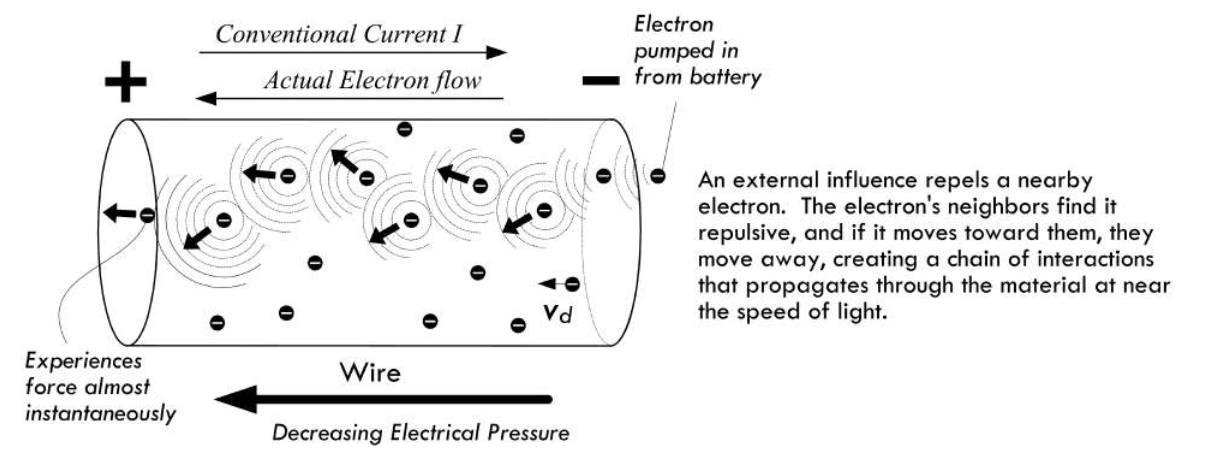 Conventional Current I
Actual Electron flow
+
−
Electron
pumped in
from battery
An external influence repels a nearby
electron. The electron's neighbors find it
repulsive, and if it moves toward them, they
move away, creating a chain of interactions
that propagates through the material at near
the speed of light.
vd
Experiences
force almost
instantaneously
Wire
Decreasing Electrical Pressure